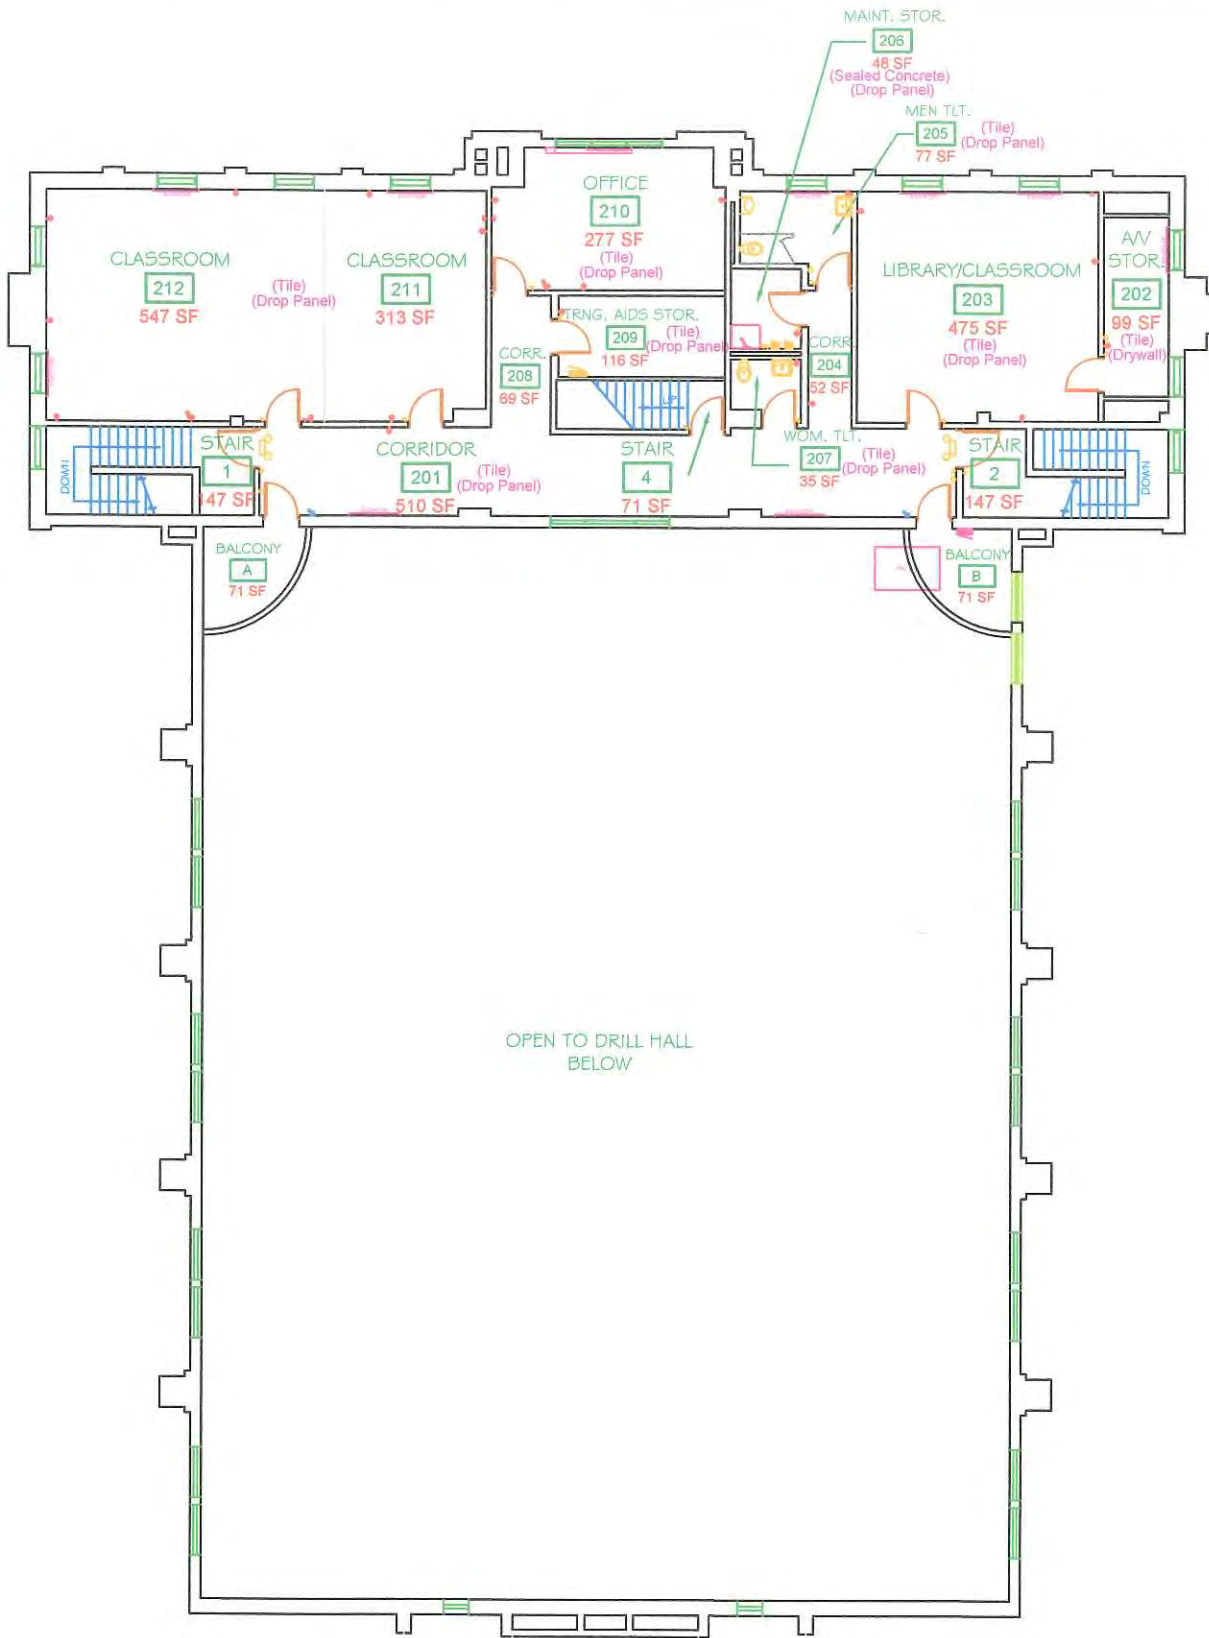 MAINT. STOR.
206
48 SF
(Sealed Concrete)
(Drop Panel)
MEN TLT.
205
77 SF
(Tile)
(Drop Panel)
OFFICE
210
277 SF
(Tile)
(Drop Panel)
CLASSROOM
212
547 SF
(Tile)
(Drop Panel)
CLASSROOM
211
313 SF
LIBRARY/CLASSROOM
203
475 SF
(Tile)
(Drop Panel)
A/V
STOR.
202
99 SF
(Tile)
(Drywall)
TRNG. AIDS STOR.
209
116 SF
(Tile)
(Drop Panel)
CORR.
208
69 SF
CORR.
204
52 SF
UP
STAIR
1
147 SF
DOWN
CORRIDOR
201
510 SF
(Tile)
(Drop Panel)
STAIR
4
71 SF
WOM. TLT.
207
35 SF
(Tile)
(Drop Panel)
STAIR
2
147 SF
DOWN
BALCONY
A
71 SF
BALCONY
B
71 SF
OPEN TO DRILL HALL
BELOW